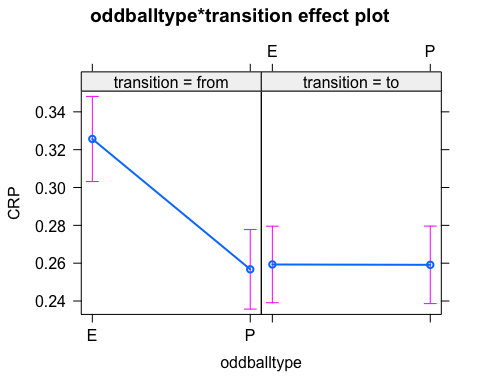 oddballtype*transition effect plot
E P
transition = from transition = to
0.34
0.32
0.30
0.28
0.26
0.24
CRP
E P
oddballtype